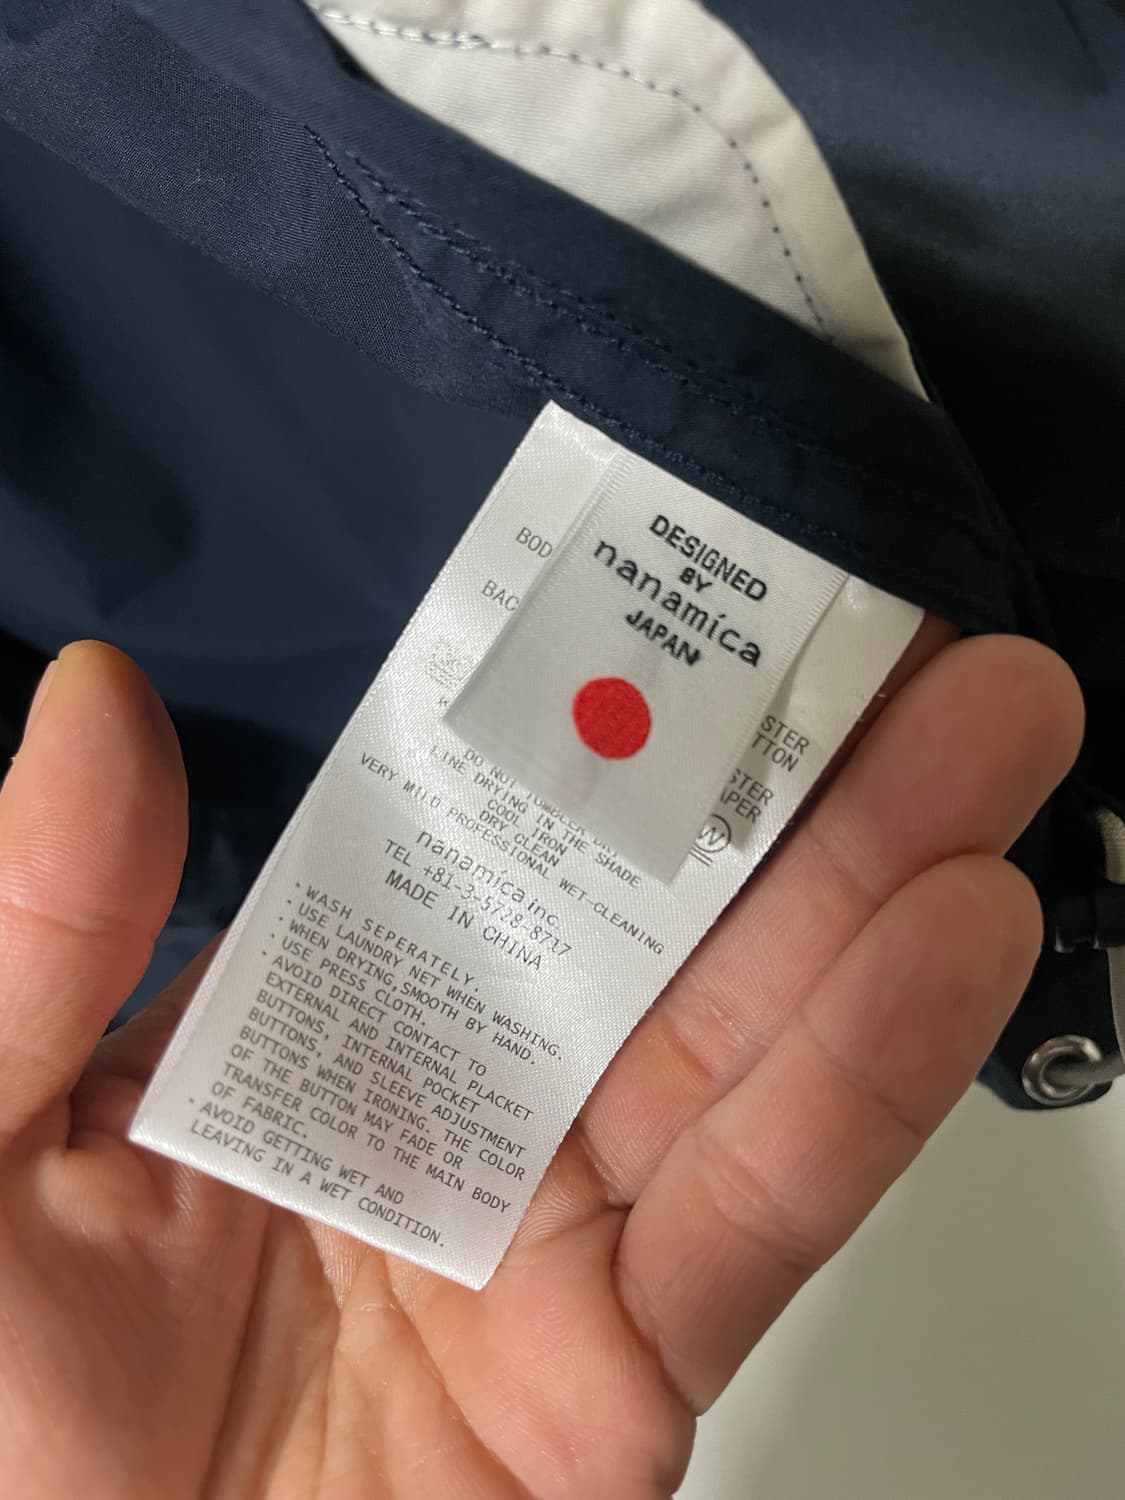 DESIGNED
BY
nanamica
JAPAN
BOD
BAC
STER
TTON
STER
APER
W
DO NOT TUMBLE DRY
LINE DRYING IN THE SHADE
COOL IRON
DRY CLEAN
VERY MILD PROFESSIONAL WET-CLEANING
nanamica inc.
TEL +81-3-5728-8717
MADE IN CHINA
・WASH SEPERATELY.
・USE LAUNDRY NET WHEN WASHING.
・WHEN DRYING,SMOOTH BY HAND.
・USE PRESS CLOTH.
・AVOID DIRECT CONTACT TO
EXTERNAL AND INTERNAL PLACKET
BUTTONS, INTERNAL POCKET
BUTTONS, AND SLEEVE ADJUSTMENT
BUTTONS WHEN IRONING. THE COLOR
OF THE BUTTON MAY FADE OR
TRANSFER COLOR TO THE MAIN BODY
OF FABRIC.
・AVOID GETTING WET AND
LEAVING IN A WET CONDITION.